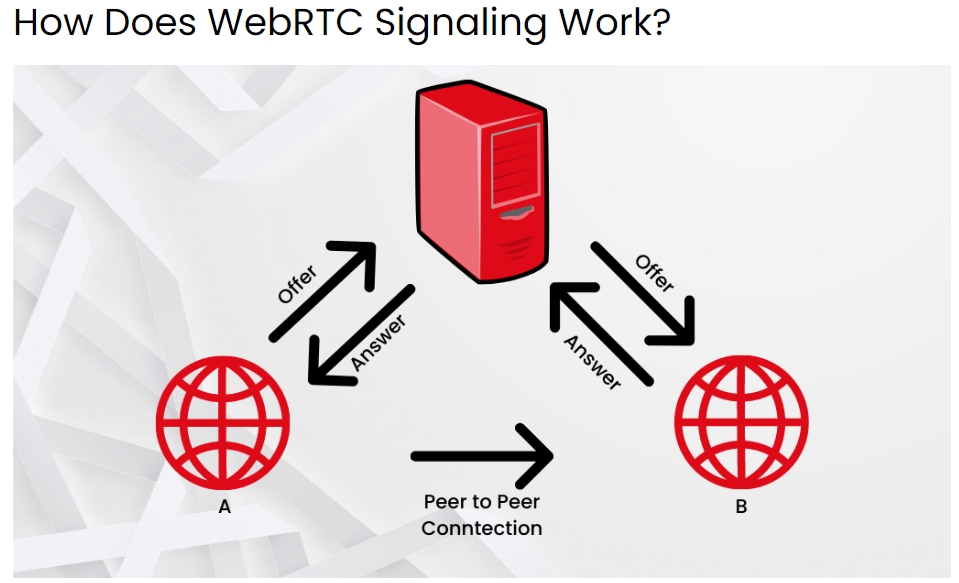 How Does WebRTC Signaling Work?
Offer
Answer
Offer
Answer
A
Peer to Peer
Conntection
B